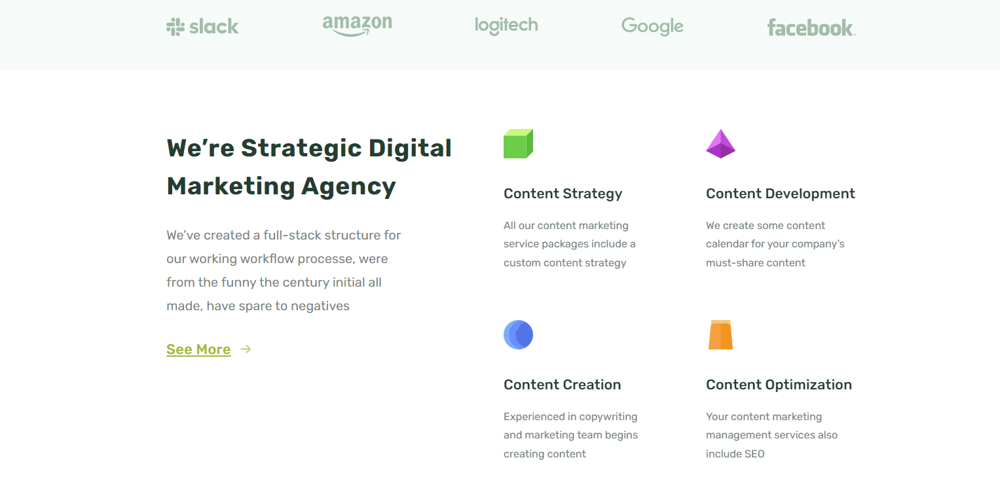 slack
amazon
logitech
Google
facebook.
We’re Strategic Digital
Marketing Agency
We’ve created a full-stack structure for
our working workflow processe, were
from the funny the century initial all
made, have spare to negatives
See More →
Content Strategy
All our content marketing
service packages include a
custom content strategy
Content Development
We create some content
calendar for your company’s
must-share content
Content Creation
Experienced in copywriting
and marketing team begins
creating content
Content Optimization
Your content marketing
management services also
include SEO